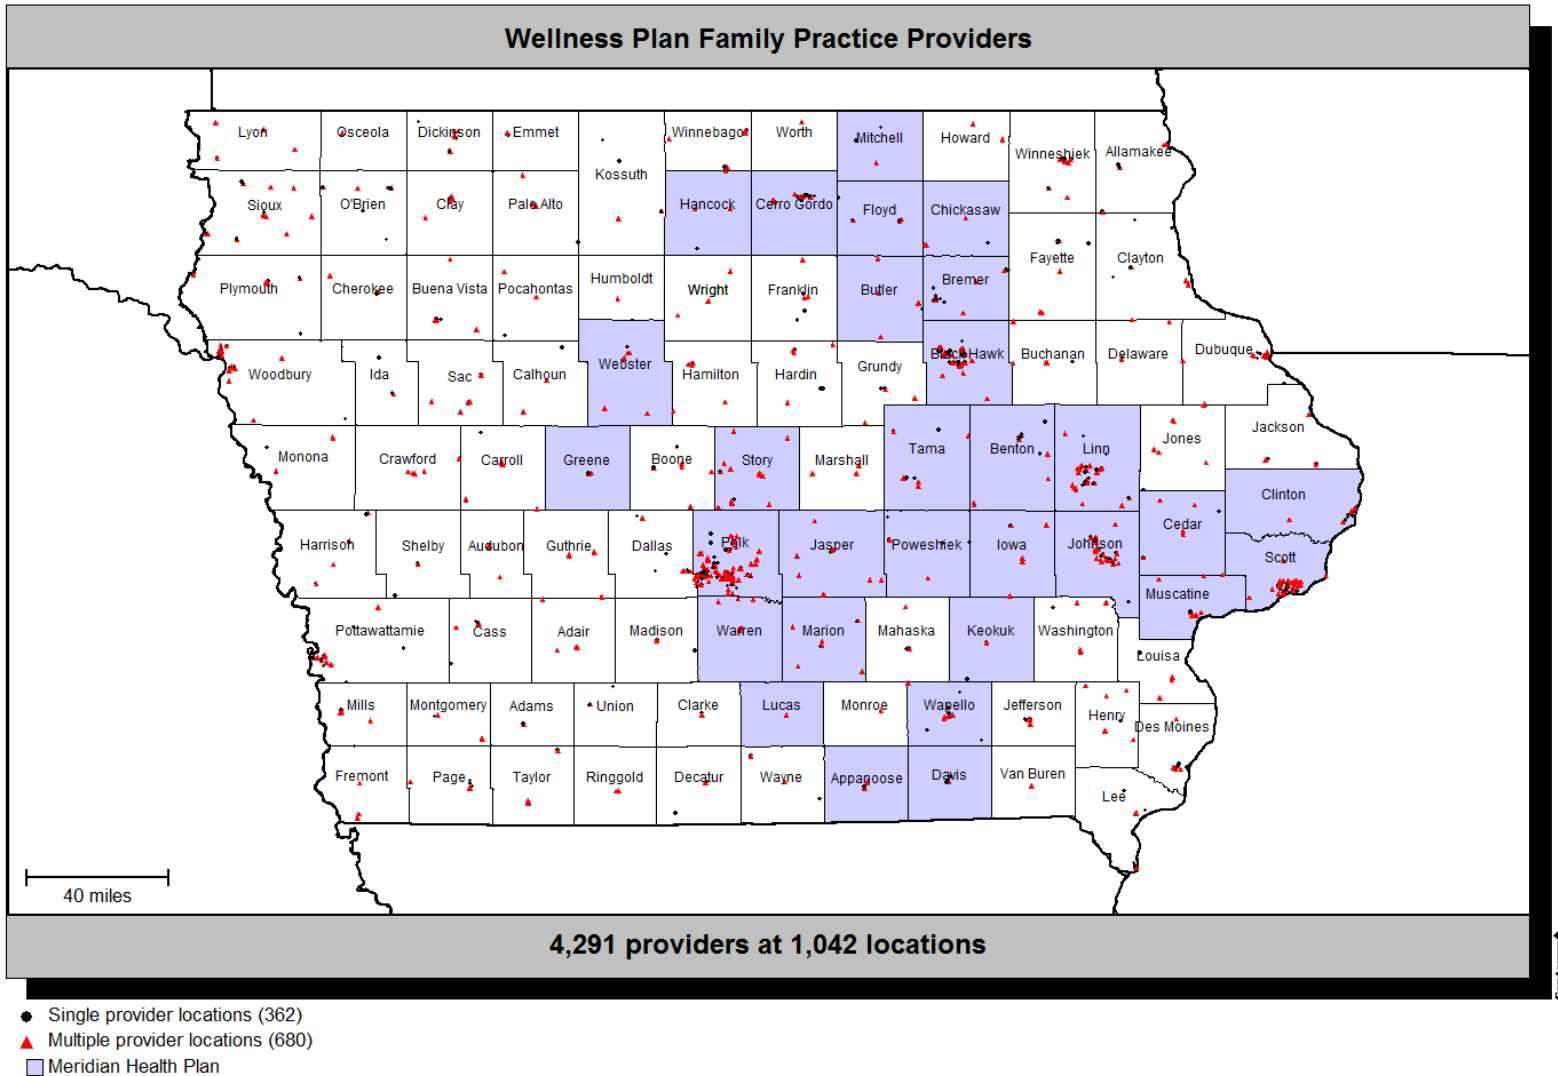 Wellness Plan Family Practice Providers
Lyon Osceola Dickinson Emmet Winnebago Worth Mitchell Howard
Winneshiek Allamakee
Kossuth
Sioux O'Brien Clay Palo Alto Hancock Cerro Gordo Floyd Chickasaw
Fayette Clayton
Plymouth Cherokee Buena Vista Pocahontas Humboldt Wright Franklin Butler Bremer
Woodbury Ida Sac Calhoun Webster Hamilton Hardin Grundy Black Hawk Buchanan Delaware Dubuque
Monona Crawford Carroll Greene Boone Story Marshall Tama Benton Linn Jones Jackson
Clinton
Cedar
Harrison Shelby Audubon Guthrie Dallas Polk Jasper Poweshiek Iowa Johnson Scott
Muscatine
Pottawattamie Cass Adair Madison Warren Marion Mahaska Keokuk Washington
Louisa
Mills Montgomery Adams Union Clarke Lucas Monroe Wapello Jefferson Henry Des Moines
Fremont Page Taylor Ringgold Decatur Wayne Appanoose Davis Van Buren
Lee
40 miles
4,291 providers at 1,042 locations
Single provider locations (362)
Multiple provider locations (680)
Meridian Health Plan